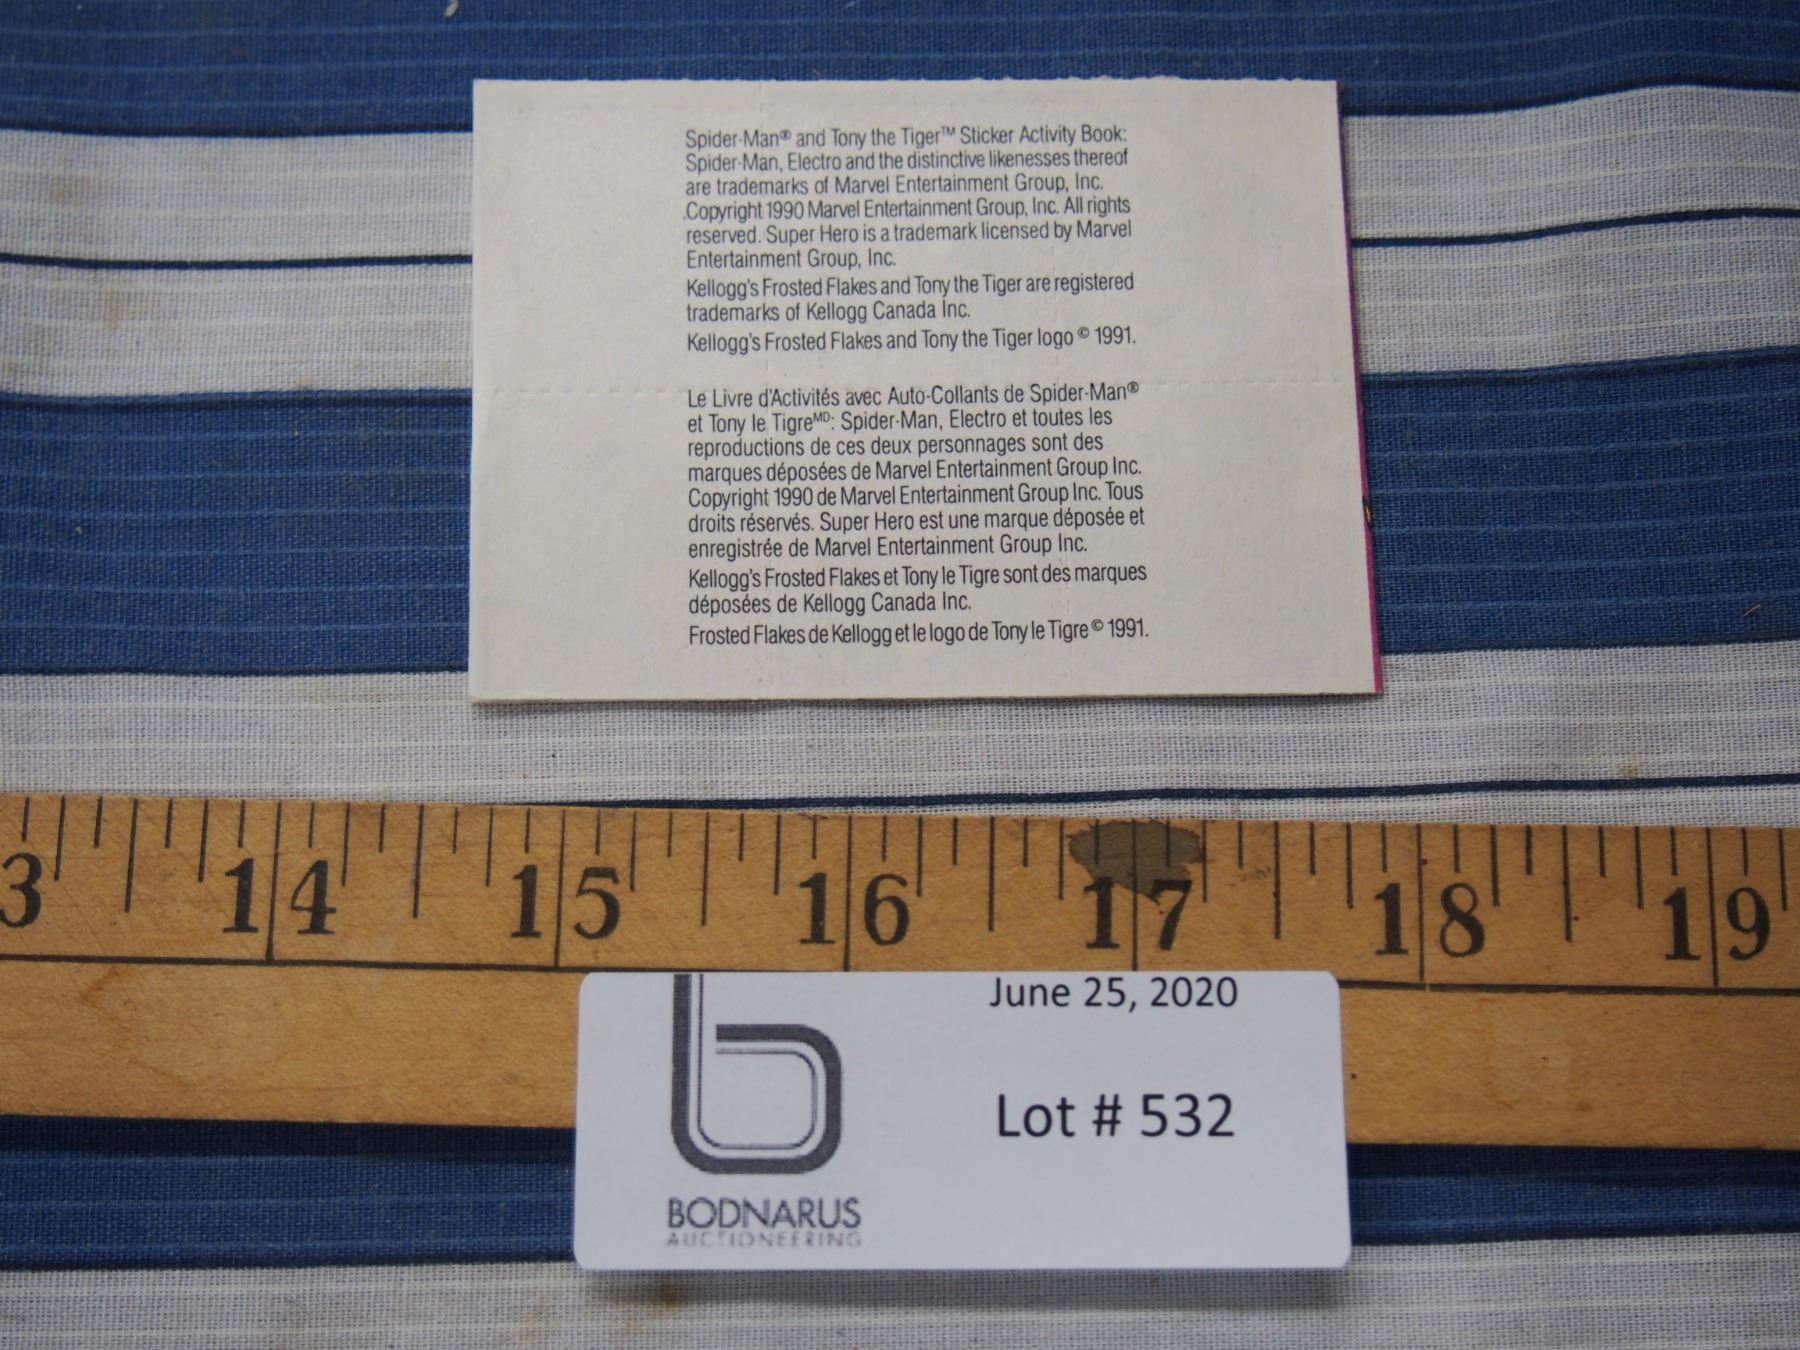 Spider-Man® and Tony the Tiger™ Sticker Activity Book:
Spider-Man, Electro and the distinctive likenesses thereof
are trademarks of Marvel Entertainment Group, Inc.
Copyright 1990 Marvel Entertainment Group, Inc. All rights
reserved. Super Hero is a trademark licensed by Marvel
Entertainment Group, Inc.
Kellogg's Frosted Flakes and Tony the Tiger are registered
trademarks of Kellogg Canada Inc.
Kellogg's Frosted Flakes and Tony the Tiger logo © 1991.
Le Livre d'Activités avec Auto-Collants de Spider-Man®
et Tony le Tigreᴹᴰ: Spider-Man, Electro et toutes les
reproductions de ces deux personnages sont des
marques déposées de Marvel Entertainment Group Inc.
Copyright 1990 de Marvel Entertainment Group Inc. Tous
droits réservés. Super Hero est une marque déposée et
enregistrée de Marvel Entertainment Group Inc.
Kellogg's Frosted Flakes et Tony le Tigre sont des marques
déposées de Kellogg Canada Inc.
Frosted Flakes de Kellogg et le logo de Tony le Tigre © 1991.
3 14 15 16 17 18 19
June 25, 2020
Lot # 532
b
BODNARUS
AUCTIONEERING